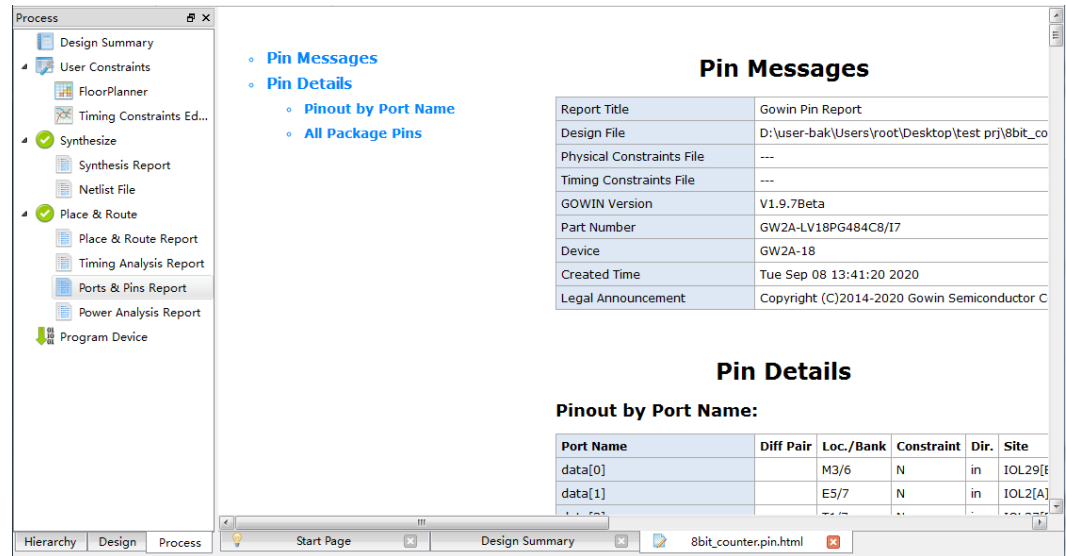 Process
Design Summary
User Constraints
FloorPlanner
Timing Constraints Ed...
Synthesize
Synthesis Report
Netlist File
Place & Route
Place & Route Report
Timing Analysis Report
Ports & Pins Report
Power Analysis Report
Program Device
Hierarchy Design Process
Pin Messages
Pin Details
Pinout by Port Name
All Package Pins
Pin Messages
Report Title Gowin Pin Report
Design File D:\user-bak\Users\root\Desktop\test prj\8bit_co
Physical Constraints File ---
Timing Constraints File ---
GOWIN Version V1.9.7Beta
Part Number GW2A-LV18PG484C8/I7
Device GW2A-18
Created Time Tue Sep 08 13:41:20 2020
Legal Announcement Copyright (C)2014-2020 Gowin Semiconductor C
Pin Details
Pinout by Port Name:
Port Name Diff Pair Loc./Bank Constraint Dir. Site
data[0] M3/6 N in IOL29[
data[1] E5/7 N in IOL2[A]
Start Page Design Summary 8bit_counter.pin.html